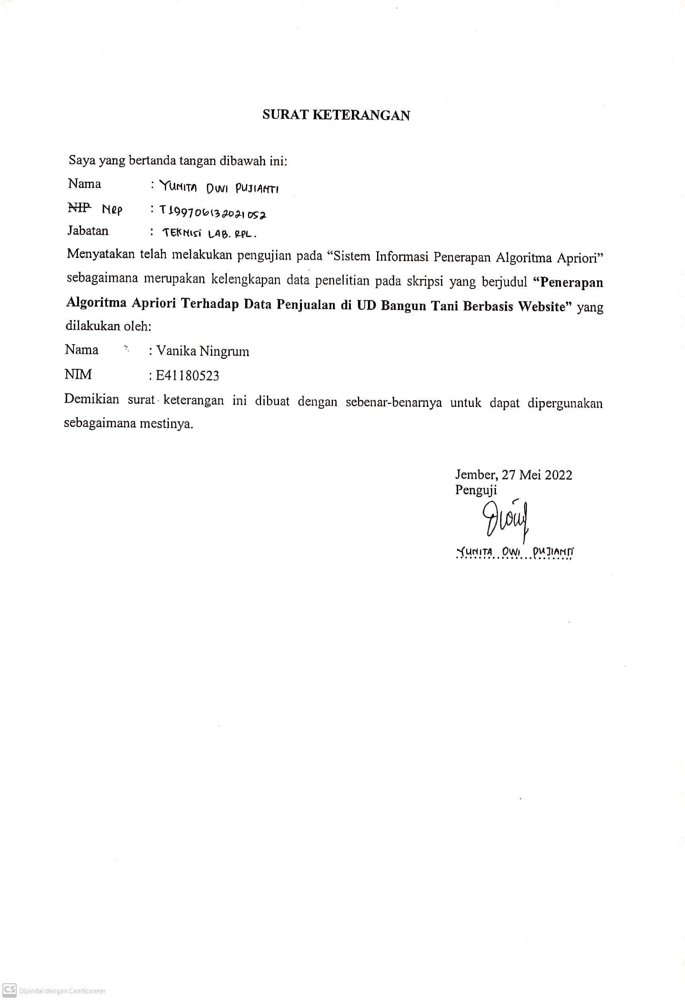 SURAT KETERANGAN
Saya yang bertanda tangan dibawah ini:
Nama : YUNITA DWI PUJIANTI
NIP NRP : T199706132021052
Jabatan : TEKNISI LAB. RPL.
Menyatakan telah melakukan pengujian pada “Sistem Informasi Penerapan Algoritma Apriori”
sebagaimana merupakan kelengkapan data penelitian pada skripsi yang berjudul “Penerapan
Algoritma Apriori Terhadap Data Penjualan di UD Bangun Tani Berbasis Website” yang
dilakukan oleh:
Nama : Vanika Ningrum
NIM : E41180523
Demikian surat keterangan ini dibuat dengan sebenar-benarnya untuk dapat dipergunakan
sebagaimana mestinya.
Jember, 27 Mei 2022
Penguji
YUNITA DWI PUJIANTI
CS Dipindai dengan CamScanner